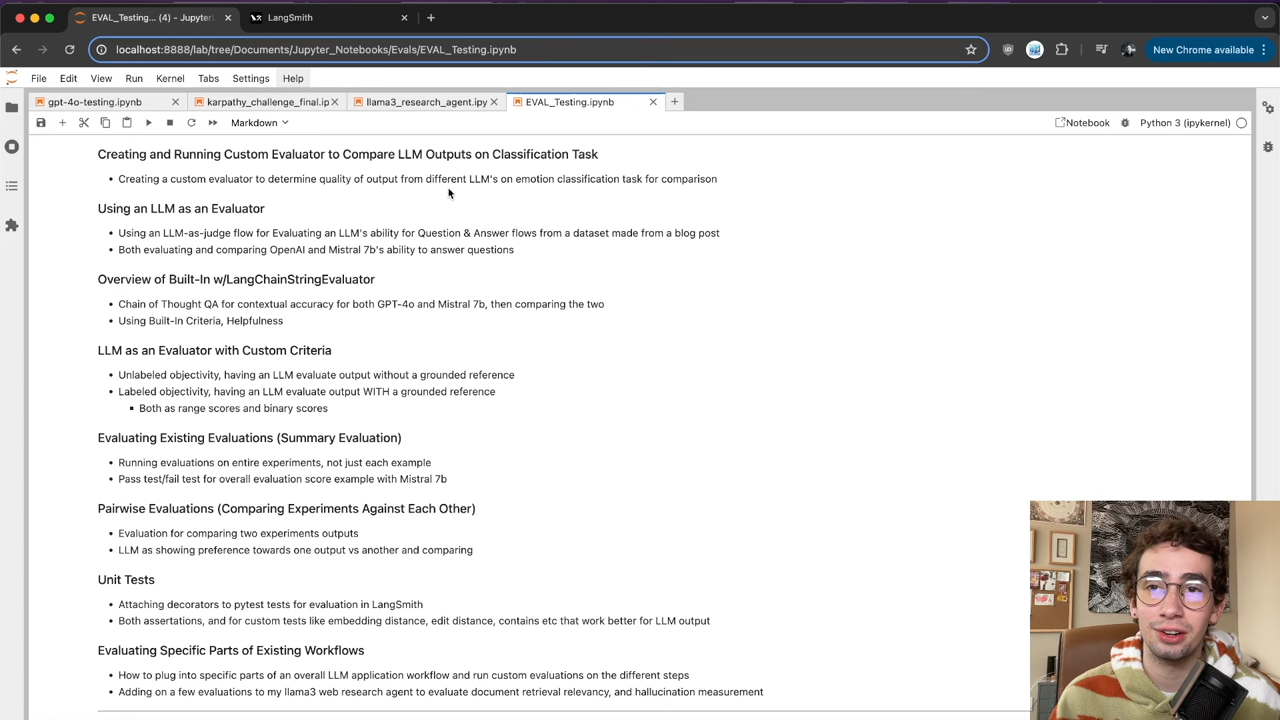 EVAL_Testing... (4) - Jupyter
LangSmith
localhost:8888/lab/tree/Documents/Jupyter_Notebooks/Evals/EVAL_Testing.ipynb
New Chrome available
File Edit View Run Kernel Tabs Settings Help
gpt-4o-testing.ipynb
karpathy_challenge_final.ip
llama3_research_agent.ipy
EVAL_Testing.ipynb
Markdown
Notebook
Python 3 (ipykernel)
Creating and Running Custom Evaluator to Compare LLM Outputs on Classification Task
• Creating a custom evaluator to determine quality of output from different LLM's on emotion classification task for comparison
Using an LLM as an Evaluator
• Using an LLM-as-judge flow for Evaluating an LLM's ability for Question & Answer flows from a dataset made from a blog post
• Both evaluating and comparing OpenAI and Mistral 7b's ability to answer questions
Overview of Built-In w/LangChainStringEvaluator
• Chain of Thought QA for contextual accuracy for both GPT-4o and Mistral 7b, then comparing the two
• Using Built-In Criteria, Helpfulness
LLM as an Evaluator with Custom Criteria
• Unlabeled objectivity, having an LLM evaluate output without a grounded reference
• Labeled objectivity, having an LLM evaluate output WITH a grounded reference
▪ Both as range scores and binary scores
Evaluating Existing Evaluations (Summary Evaluation)
• Running evaluations on entire experiments, not just each example
• Pass test/fail test for overall evaluation score example with Mistral 7b
Pairwise Evaluations (Comparing Experiments Against Each Other)
• Evaluation for comparing two experiments outputs
• LLM as showing preference towards one output vs another and comparing
Unit Tests
• Attaching decorators to pytest tests for evaluation in LangSmith
• Both assertions, and for custom tests like embedding distance, edit distance, contains etc that work better for LLM output
Evaluating Specific Parts of Existing Workflows
• How to plug into specific parts of an overall LLM application workflow and run custom evaluations on the different steps
• Adding on a few evaluations to my llama3 web research agent to evaluate document retrieval relevancy, and hallucination measurement